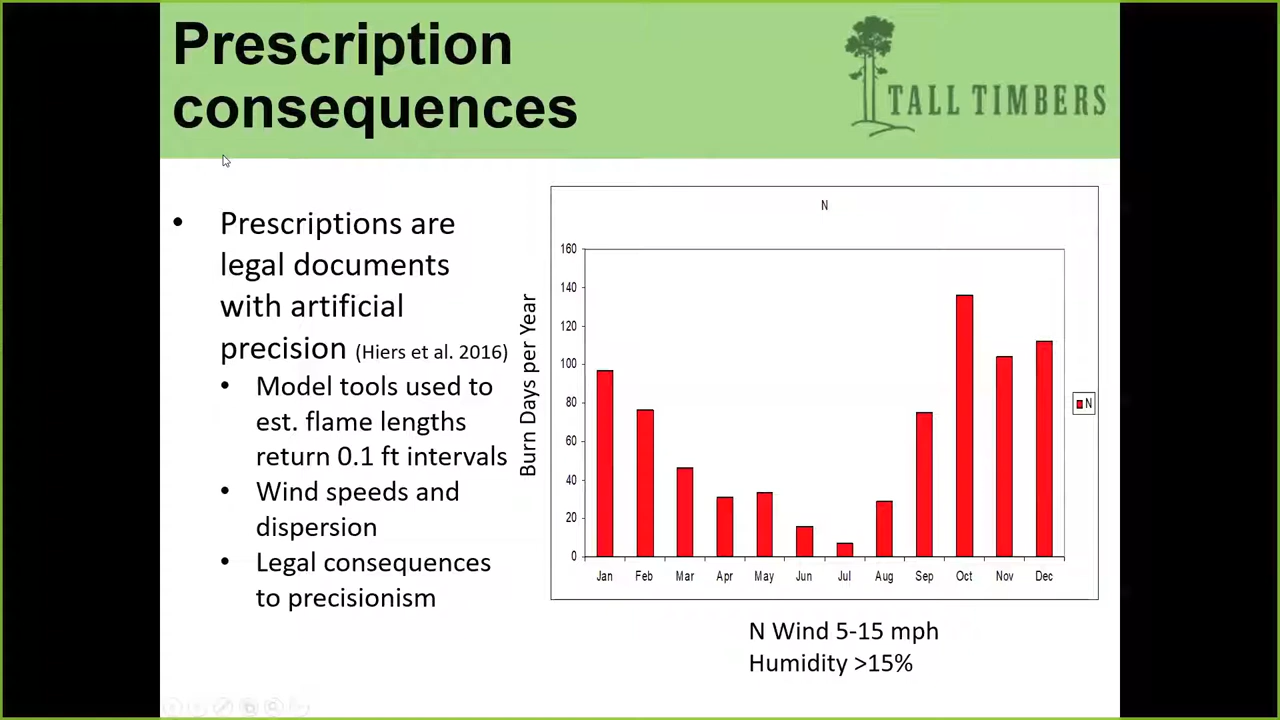 Prescription
consequences
TALL TIMBERS
• Prescriptions are
legal documents
with artificial
precision (Hiers et al. 2016)
• Model tools used to
est. flame lengths
return 0.1 ft intervals
• Wind speeds and
dispersion
• Legal consequences
to precisionism
N
Burn Days per Year
160
140
120
100
80
60
40
20
0
Jan Feb Mar Apr May Jun Jul Aug Sep Oct Nov Dec
N
N Wind 5-15 mph
Humidity >15%